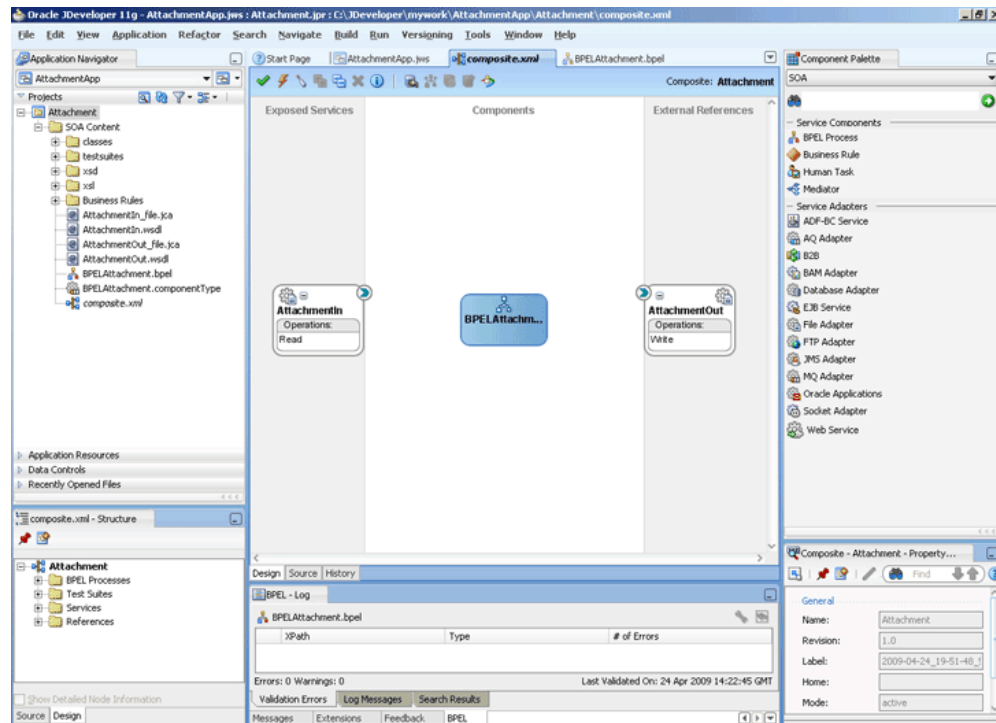 Oracle JDeveloper 11g - AttachmentApp.jws : Attachment.jpr : C:\JDeveloper\mywork\AttachmentApp\Attachment\composite.xml
File Edit View Application Refactor Search Navigate Build Run Versioning Tools Window Help
Application Navigator
AttachmentApp
Projects
Attachment
SOA Content
classes
testsuites
xsd
xsl
Business Rules
AttachmentIn_file.jca
AttachmentIn.wsdl
AttachmentOut_file.jca
AttachmentOut.wsdl
BPELAttachment.bpel
BPELAttachment.componentType
composite.xml
Application Resources
Data Controls
Recently Opened Files
composite.xml - Structure
Attachment
BPEL Processes
Test Suites
Services
References
Show Detailed Node Information
Source Design
Start Page AttachmentApp.jws composite.xml BPELAttachment.bpel
Composite: Attachment
Exposed Services Components External References
AttachmentIn
Operations:
Read
BPELAttachm...
AttachmentOut
Operations:
Write
Design Source History
BPEL - Log
BPELAttachment.bpel
XPath Type # of Errors
Errors: 0 Warnings: 0 Last Validated On: 24 Apr 2009 14:22:45 GMT
Validation Errors Log Messages Search Results
Messages Extensions Feedback BPEL
Component Palette
SOA
Service Components
BPEL Process
Business Rule
Human Task
Mediator
Service Adapters
ADF-BC Service
AQ Adapter
B2B
BAM Adapter
Database Adapter
EJB Service
File Adapter
FTP Adapter
JMS Adapter
MQ Adapter
Oracle Applications
Socket Adapter
Web Service
Composite - Attachment - Property...
Find
General
Name: Attachment
Revision: 1.0
Label: 2009-04-24_19-51-48_
Home:
Mode: active